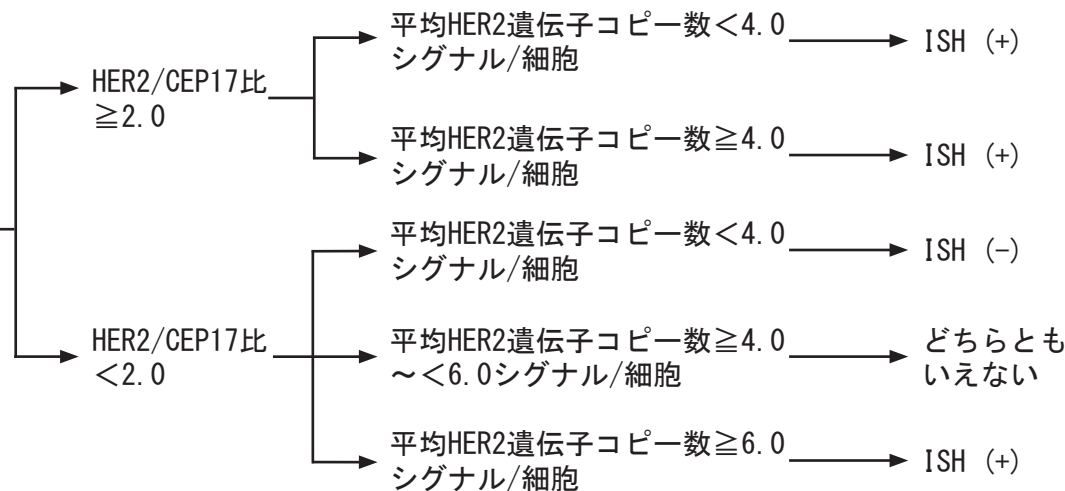 平均HER2遺伝子コピー数<4.0
シグナル/細胞
ISH (+)
HER2/CEP17比
≧2.0
平均HER2遺伝子コピー数≧4.0
シグナル/細胞
ISH (+)
平均HER2遺伝子コピー数<4.0
シグナル/細胞
ISH (-)
HER2/CEP17比
<2.0
平均HER2遺伝子コピー数≧4.0
~<6.0シグナル/細胞
どちらとも
いえない
平均HER2遺伝子コピー数≧6.0
シグナル/細胞
ISH (+)